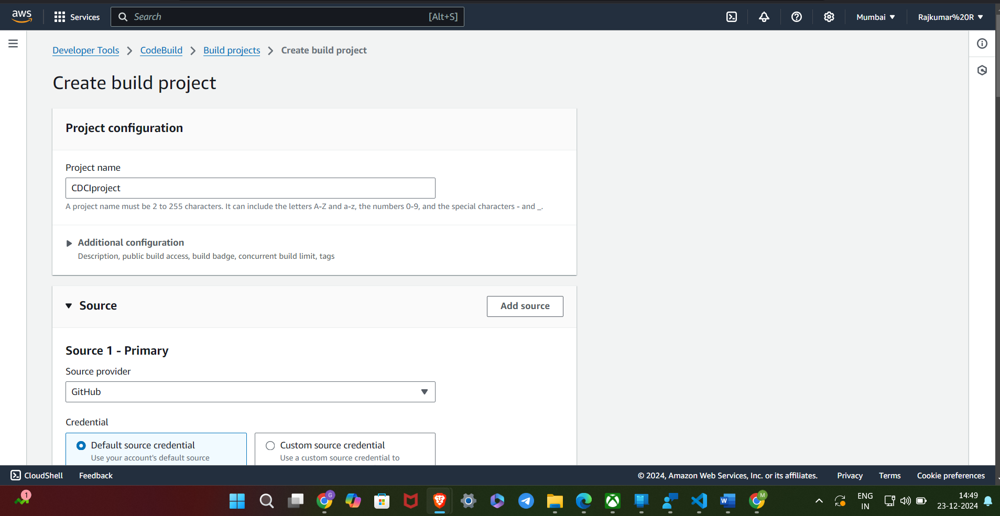 aws
Services
Search
[Alt+S]
Mumbai
Rajkumar%20R
Developer Tools
CodeBuild
Build projects
Create build project
Create build project
Project configuration
Project name
CDCIproject
A project name must be 2 to 255 characters. It can include the letters A-Z and a-z, the numbers 0-9, and the special characters - and _.
Additional configuration
Description, public build access, build badge, concurrent build limit, tags
Source
Add source
Source 1 - Primary
Source provider
GitHub
Credential
Default source credential
Use your account's default source
Custom source credential
Use a custom source credential to
CloudShell
Feedback
© 2024, Amazon Web Services, Inc. or its affiliates.
Privacy
Terms
Cookie preferences
1
G
W
M
ENG
IN
14:49
23-12-2024